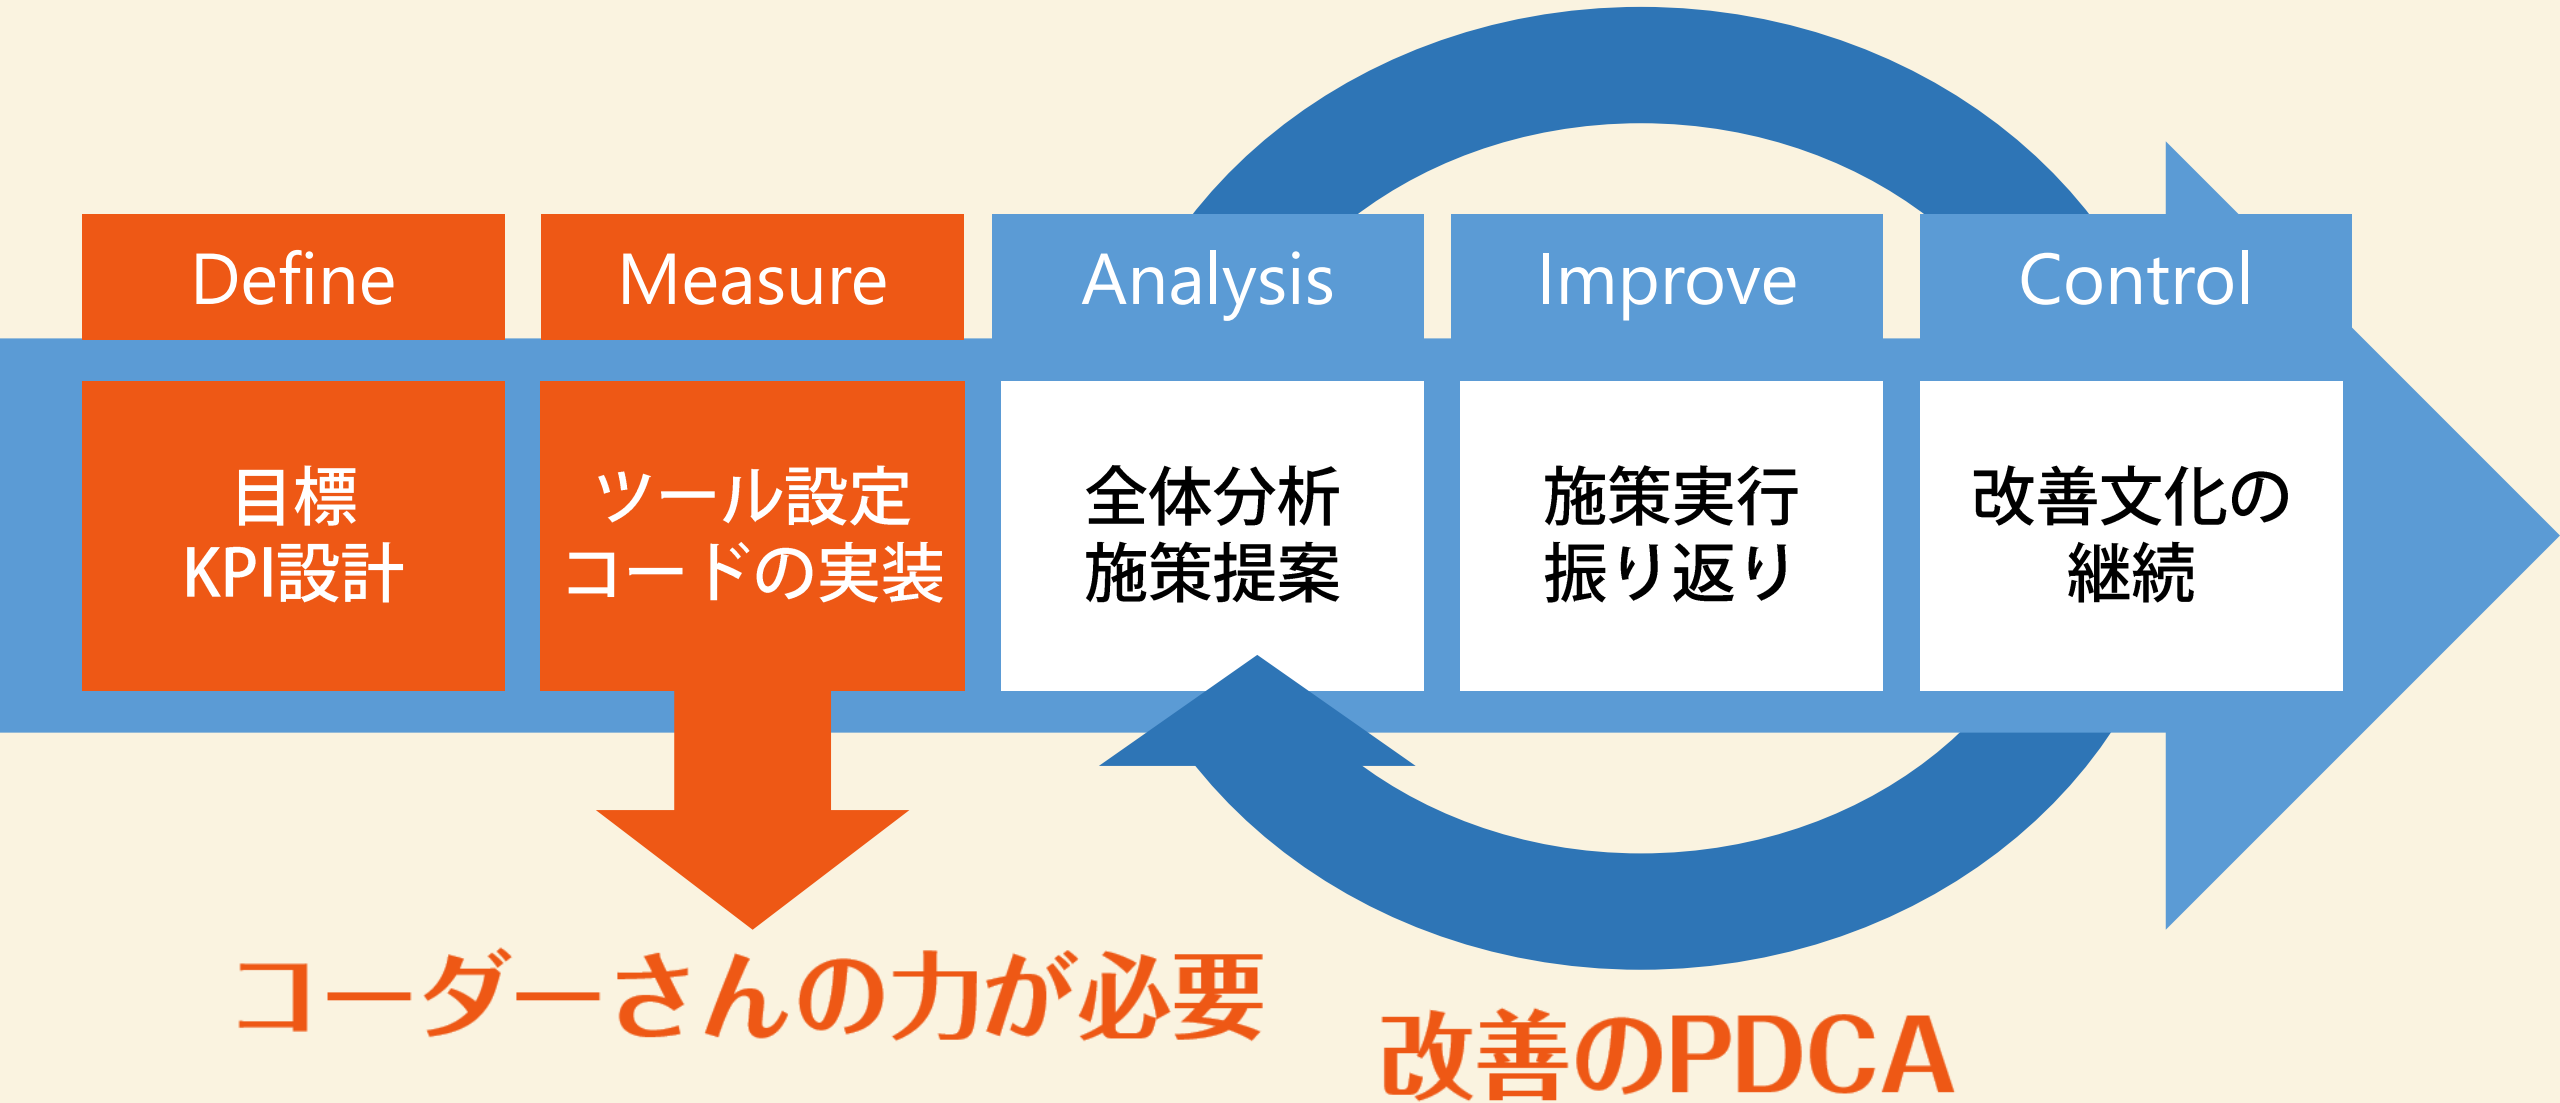 Define
Measure
Analysis
Improve
Control
目標
KPI設計
ツール設定
コードの実装
全体分析
施策提案
施策実行
振り返り
改善文化の
継続
コーダーさんの力が必要
改善のPDCA